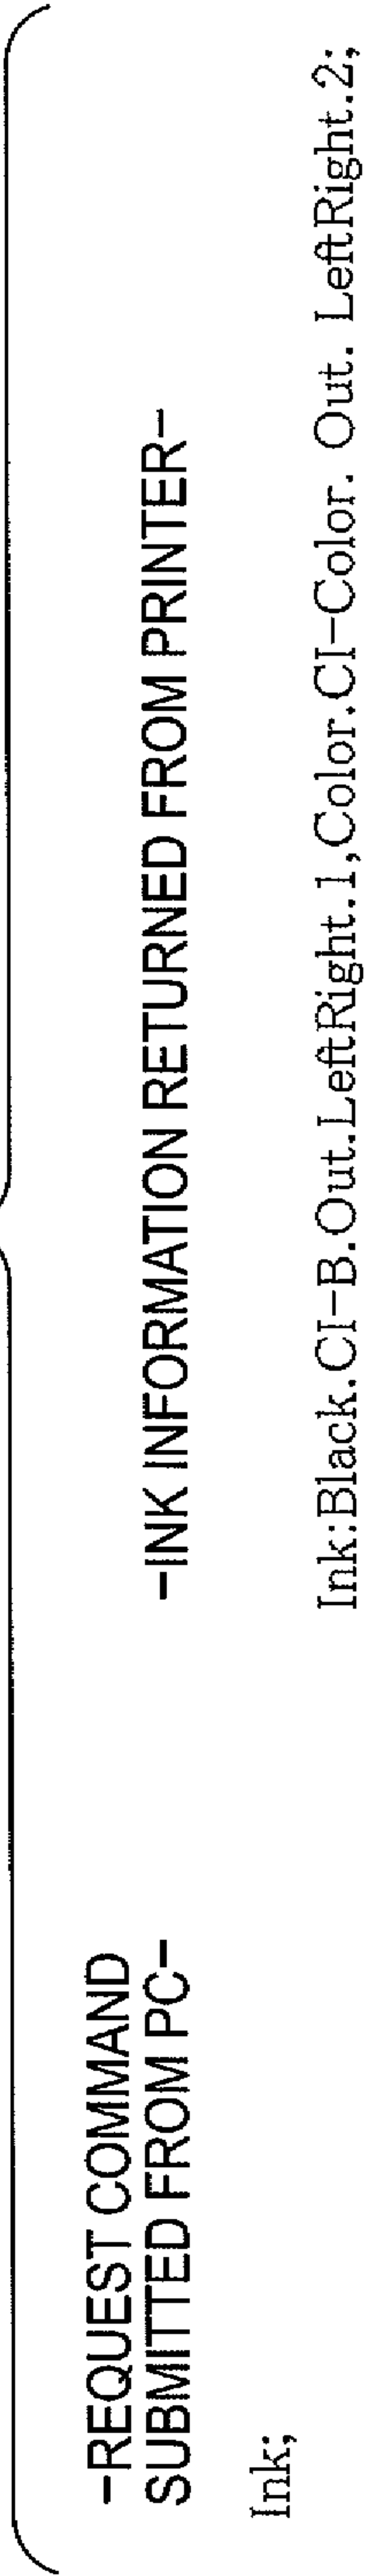 -REQUEST COMMAND
SUBMITTED FROM PC-
Ink;
-INK INFORMATION RETURNED FROM PRINTER-
Ink:Black.CI-B.Out.LeftRight.1,Color.CI-Color. Out. LeftRight.2;